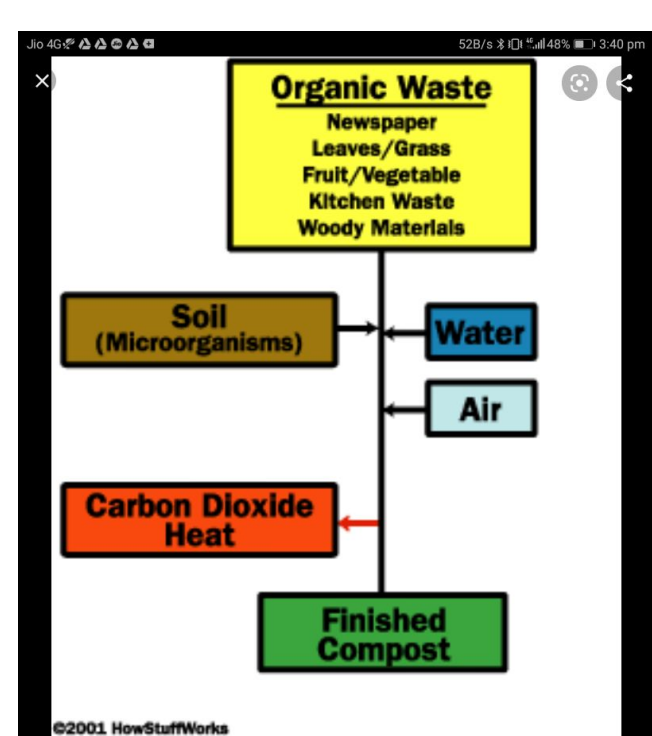 Jio 4G 52B/s 48% 3:40 pm
Organic Waste
Newspaper
Leaves/Grass
Fruit/Vegetable
Kitchen Waste
Woody Materials
Soil
(Microorganisms)
Water
Air
Carbon Dioxide
Heat
Finished
Compost
©2001 HowStuffWorks